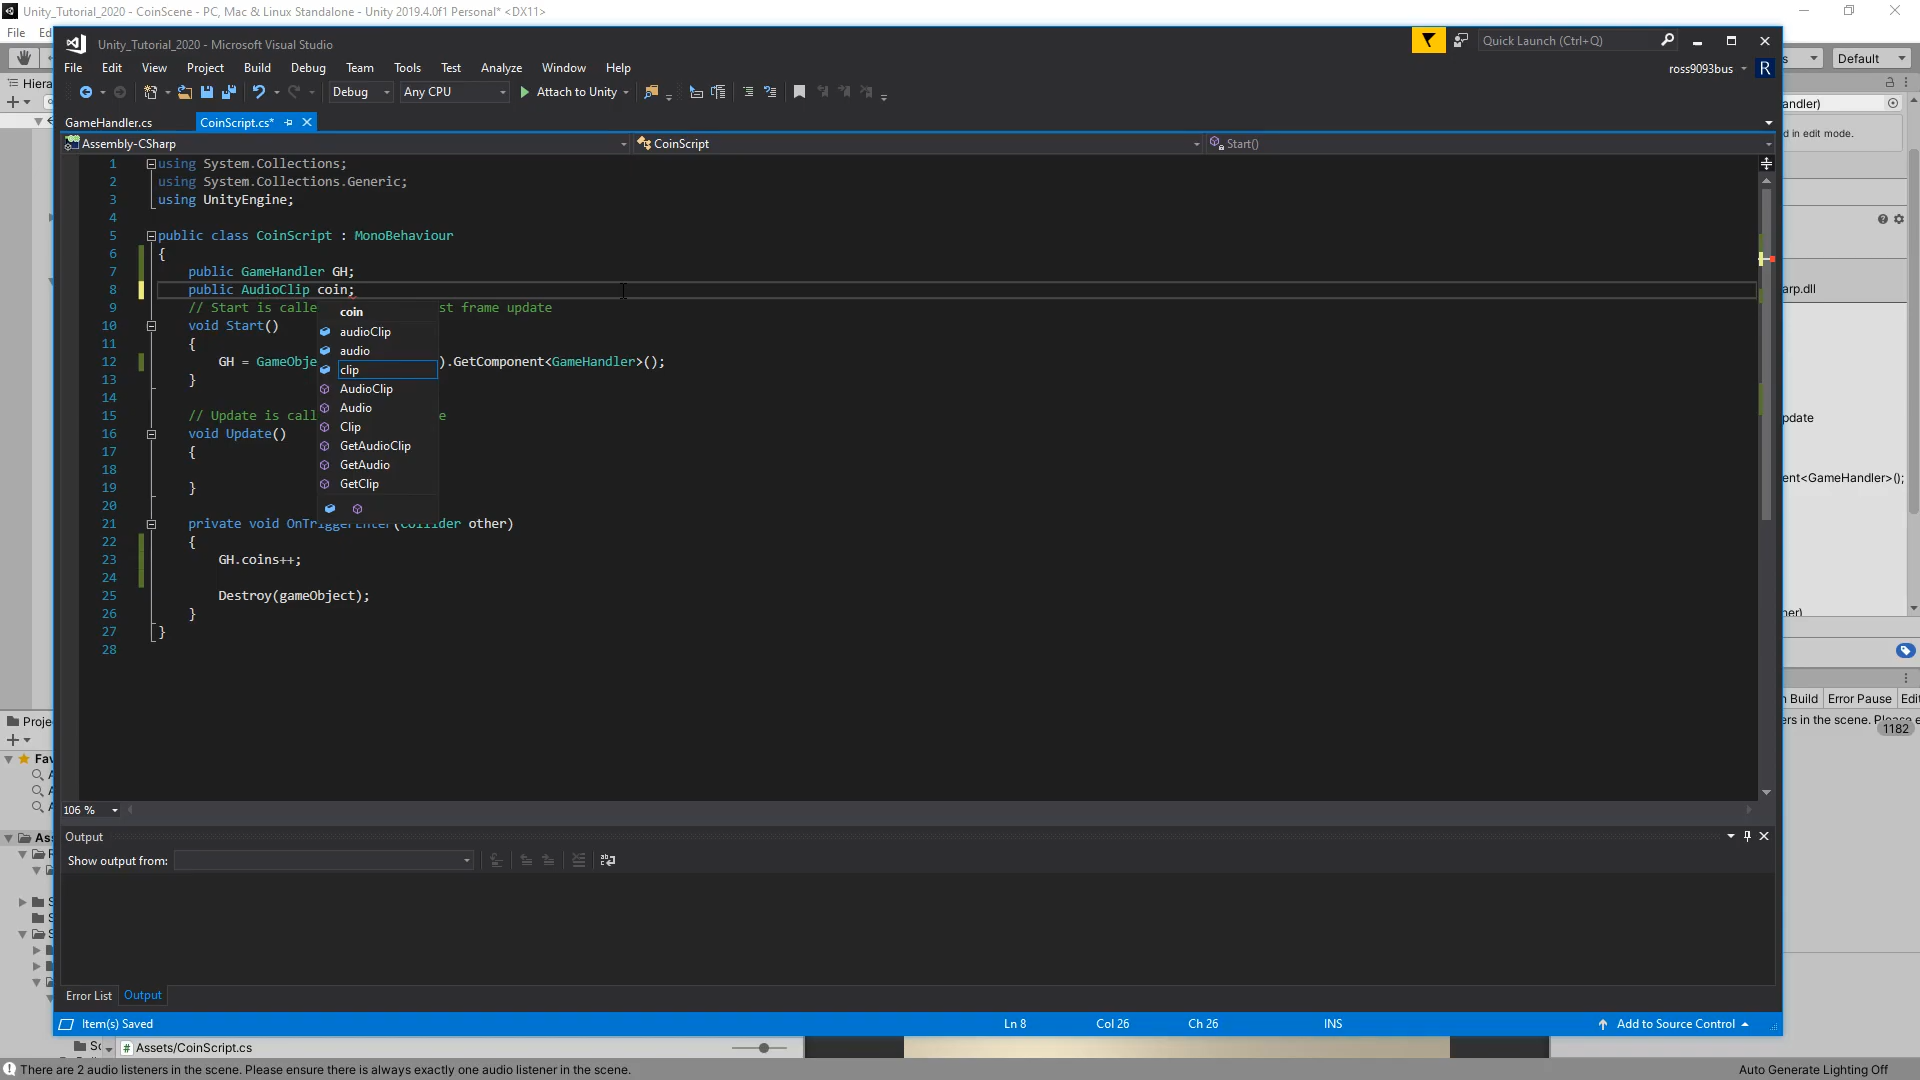 Unity_Tutorial_2020 - CoinScene - PC, Mac & Linux Standalone - Unity 2019.4.0f1 Personal* <DX11>
File Ed
Unity_Tutorial_2020 - Microsoft Visual Studio
Quick Launch (Ctrl+Q)
File Edit View Project Build Debug Team Tools Test Analyze Window Help
ross9093bus R
Default
Hiera
Debug Any CPU Attach to Unity
andler)
GameHandler.cs CoinScript.cs*
d in edit mode.
Assembly-CSharp CoinScript Start()
1 using System.Collections;
2 using System.Collections.Generic;
3 using UnityEngine;
4
5 public class CoinScript : MonoBehaviour
6 {
7 public GameHandler GH;
8 public AudioClip coin;
9 // Start is calle st frame update
10 void Start()
11 {
12 GH = GameObje ).GetComponent<GameHandler>();
13 }
14
15 // Update is call e
16 void Update()
17 {
18
19 }
20
21 private void OnTriggerEnter(Collider other)
22 {
23 GH.coins++;
24
25 Destroy(gameObject);
26 }
27 }
28
coin
audioClip
audio
clip
AudioClip
Audio
Clip
GetAudioClip
GetAudio
GetClip
arp.dll
pdate
ent<GameHandler>();
ner)
n Build Error Pause Edi
ers in the scene. Please e
1182
Proje
Fav
A
A
A
Ass
R
S
S
S
106 %
Output
Show output from:
Error List Output
Item(s) Saved Ln 8 Col 26 Ch 26 INS Add to Source Control
Sc Assets/CoinScript.cs
There are 2 audio listeners in the scene. Please ensure there is always exactly one audio listener in the scene.
Auto Generate Lighting Off